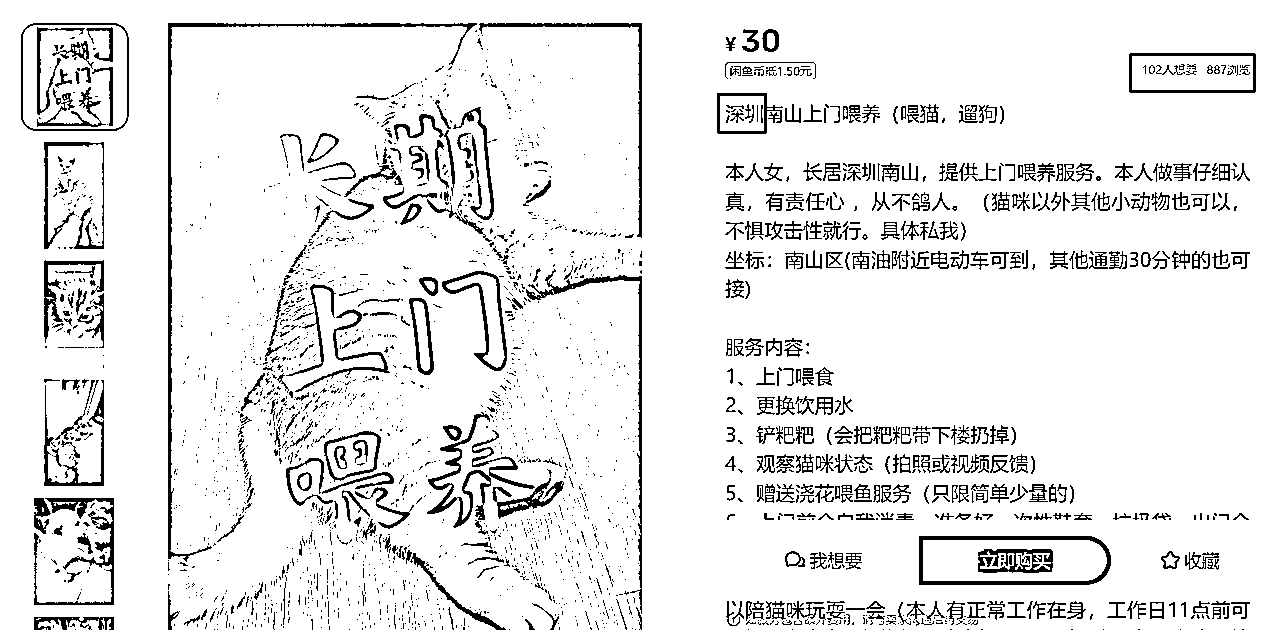 长期
上门
喂养
长期
上门
喂养
¥30
闲鱼币抵1.50元
102人想要 887浏览
深圳南山上门喂养（喂猫，遛狗）
本人女，长居深圳南山，提供上门喂养服务。本人做事仔细认
真，有责任心 ，从不鸽人。（猫咪以外其他小动物也可以，
不惧攻击性就行。具体私我）
坐标：南山区(南油附近电动车可到，其他通勤30分钟的也可
接)
服务内容：
1、上门喂食
2、更换饮用水
3、铲粑粑（会把粑粑带下楼扔掉）
4、观察猫咪状态（拍照或视频反馈）
5、赠送浇花喂鱼服务（只限简单少量的）
我想要
立即购买
收藏
以陪猫咪玩耍一会（本人有正常工作在身，工作日11点前可